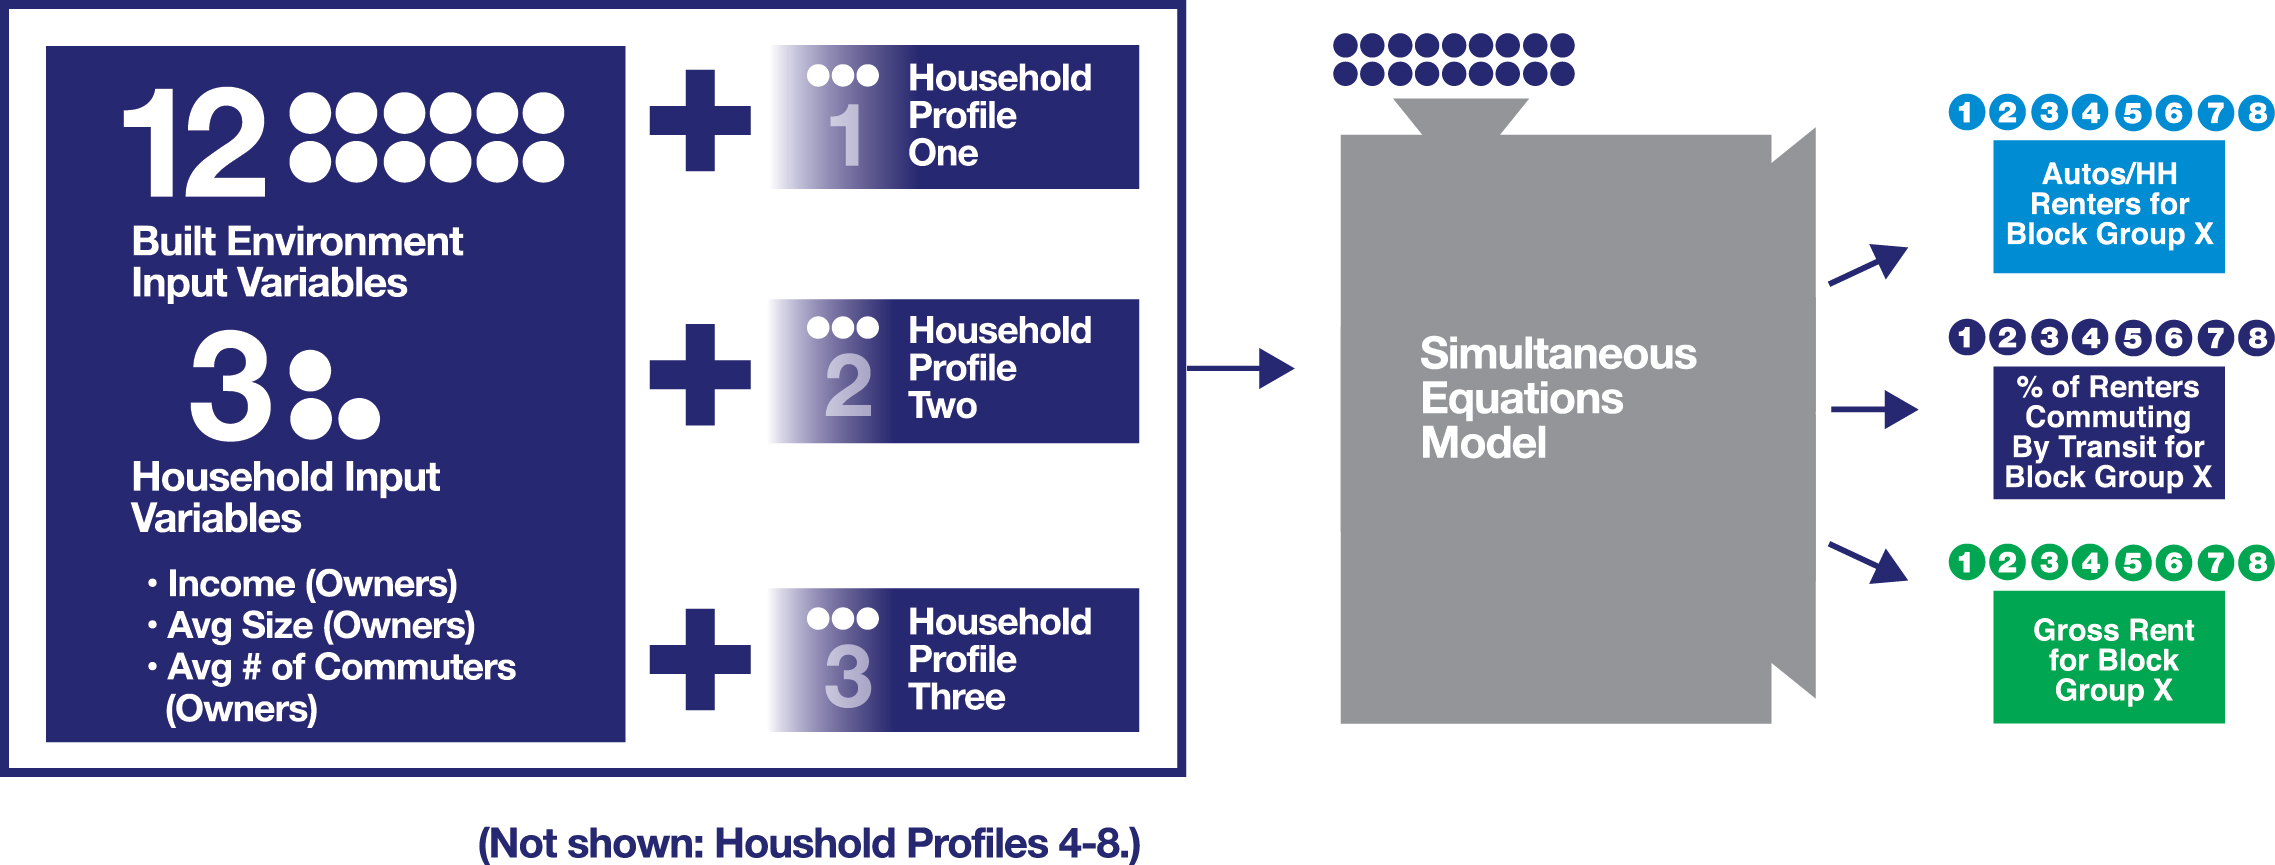 12
Built Environment
Input Variables
3
Household Input
Variables
· Income (Owners)
· Avg Size (Owners)
· Avg # of Commuters
(Owners)
1
Household
Profile
One
2
Household
Profile
Two
3
Household
Profile
Three
(Not shown: Houshold Profiles 4-8.)
Simultaneous
Equations
Model
1 2 3 4 5 6 7 8
Autos/HH
Renters for
Block Group X
1 2 3 4 5 6 7 8
% of Renters
Commuting
By Transit for
Block Group X
1 2 3 4 5 6 7 8
Gross Rent
for Block
Group X